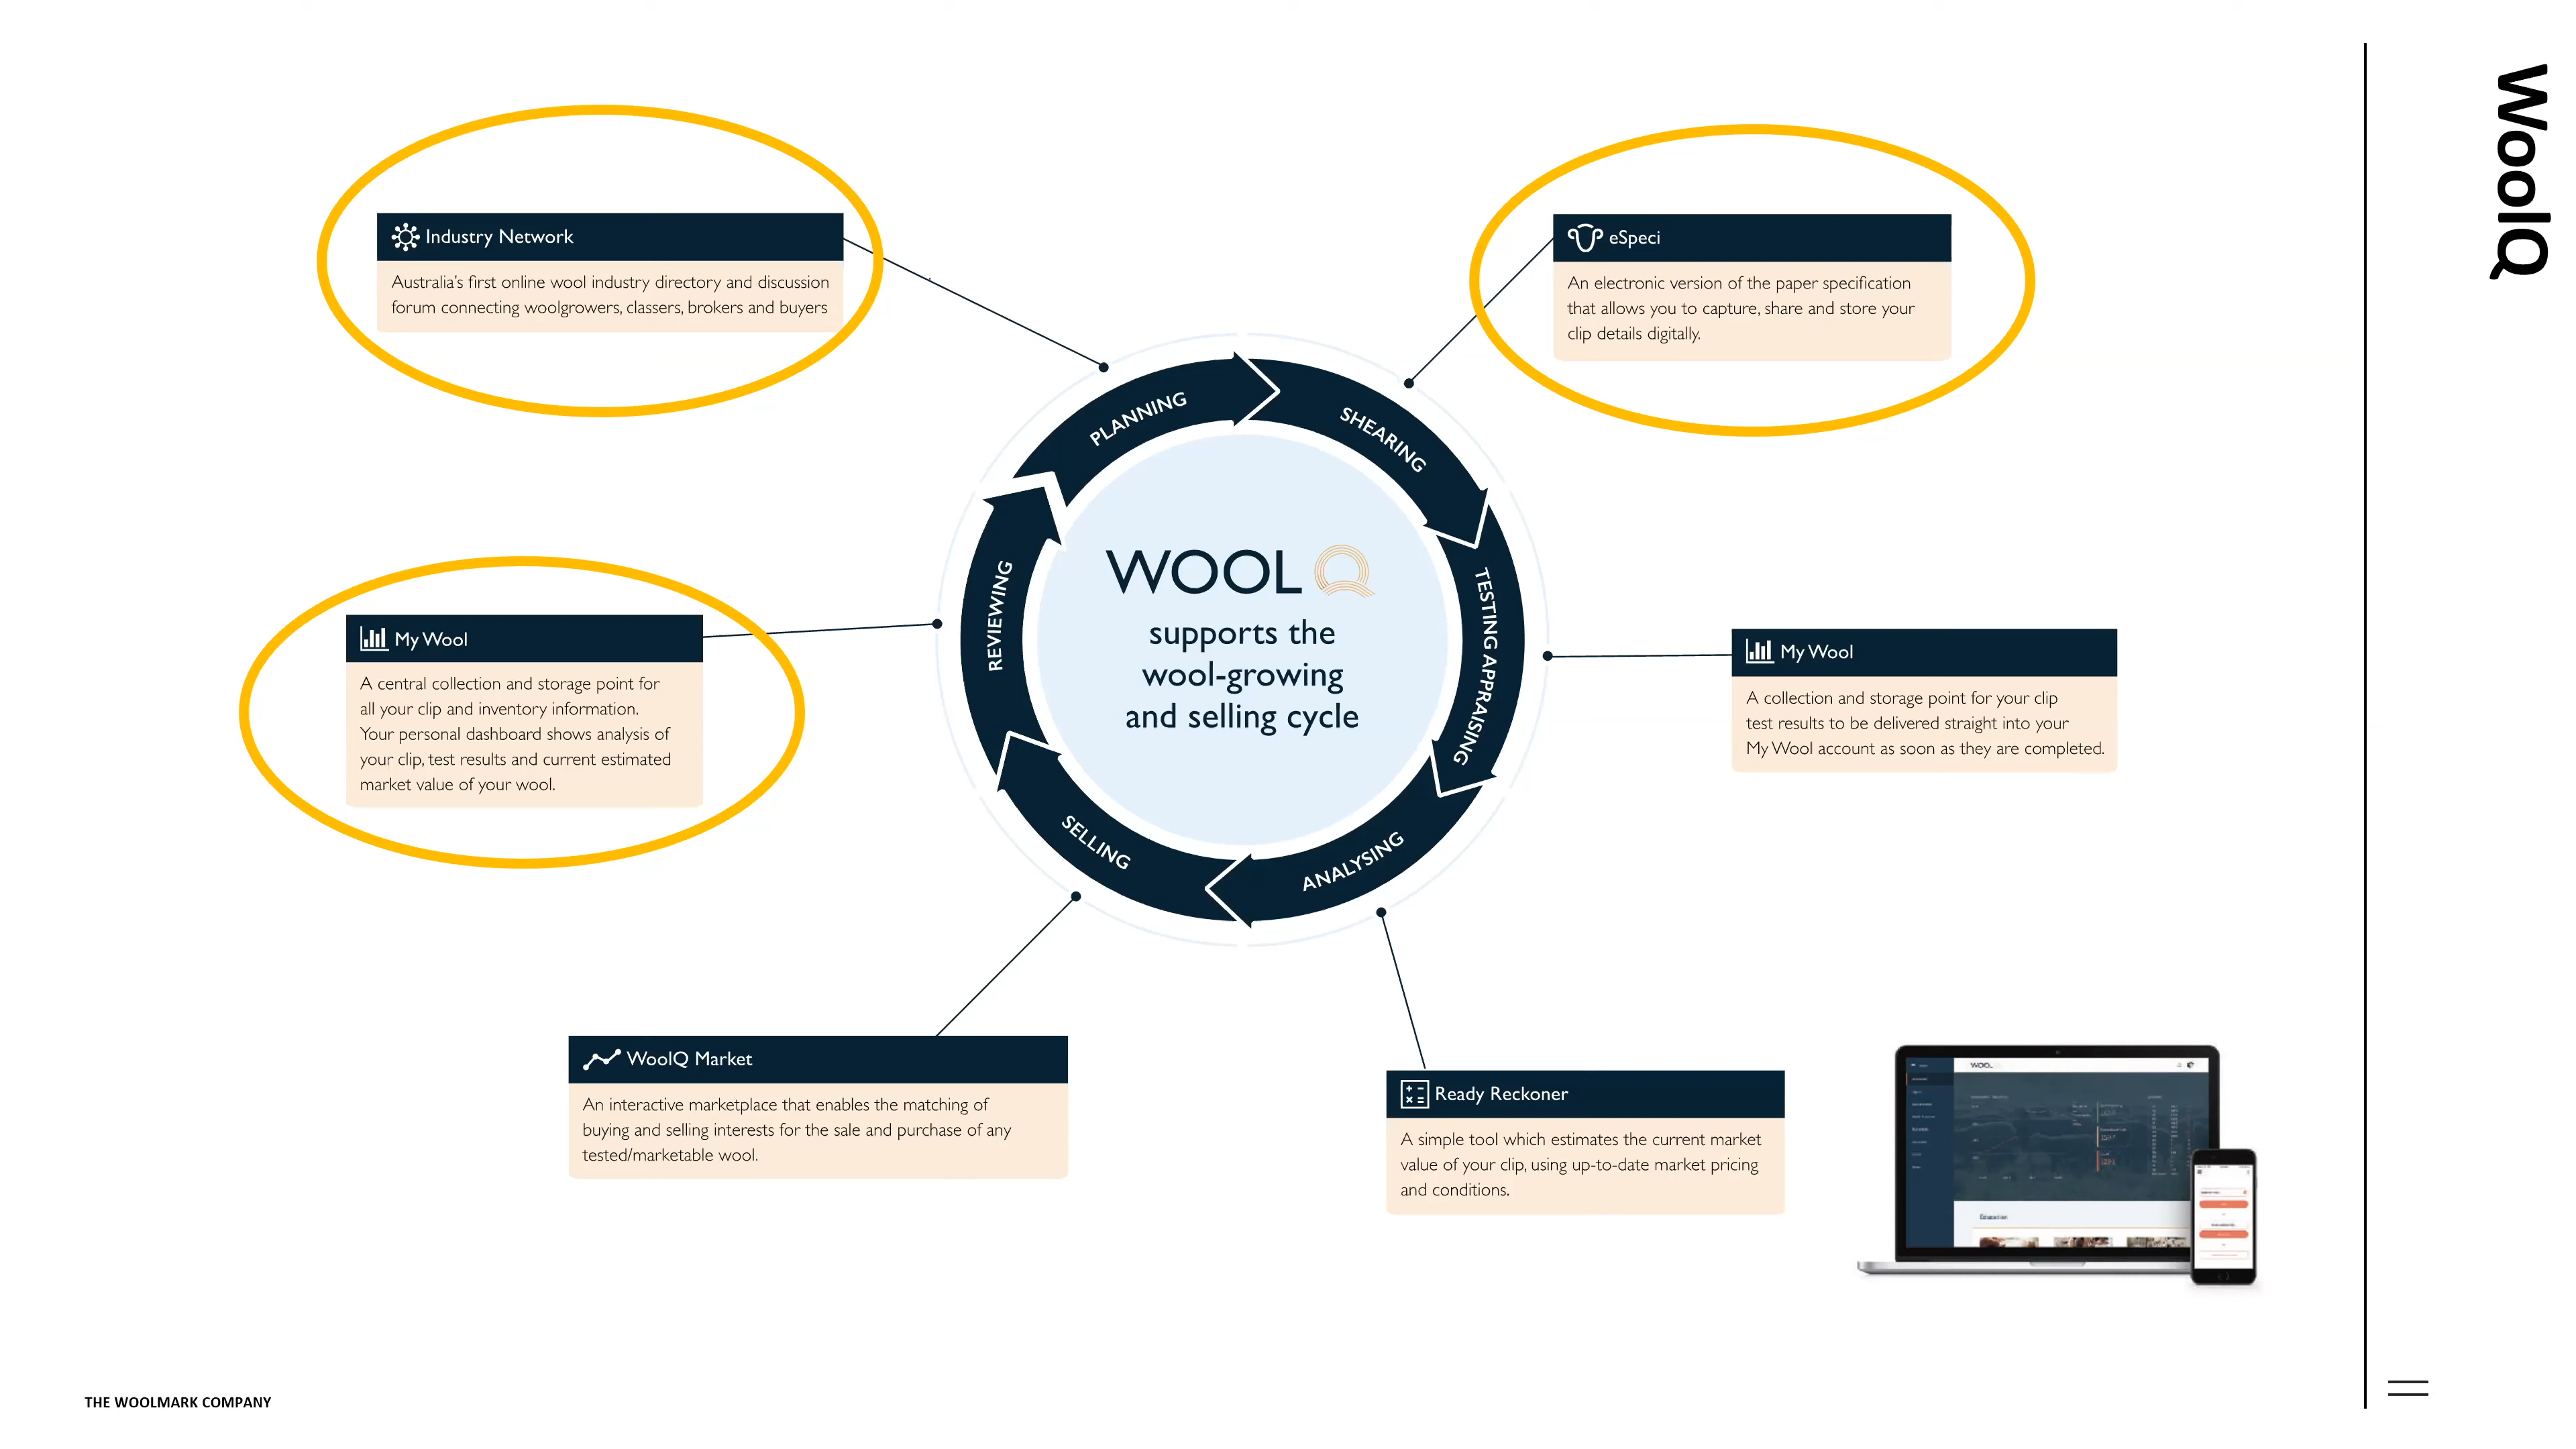 WoolQ
Industry Network
Australia's first online wool industry directory and discussion
forum connecting woolgrowers, classers, brokers and buyers
eSpeci
An electronic version of the paper specification
that allows you to capture, share and store your
clip details digitally.
PLANNING
SHEARING
TESTING APPRAISING
ANALYSING
SELLING
REVIEWING
WOOL Q
supports the
wool-growing
and selling cycle
My Wool
A central collection and storage point for
all your clip and inventory information.
Your personal dashboard shows analysis of
your clip, test results and current estimated
market value of your wool.
My Wool
A collection and storage point for your clip
test results to be delivered straight into your
My Wool account as soon as they are completed.
WoolQ Market
An interactive marketplace that enables the matching of
buying and selling interests for the sale and purchase of any
tested/marketable wool.
Ready Reckoner
A simple tool which estimates the current market
value of your clip, using up-to-date market pricing
and conditions.
Education
THE WOOLMARK COMPANY